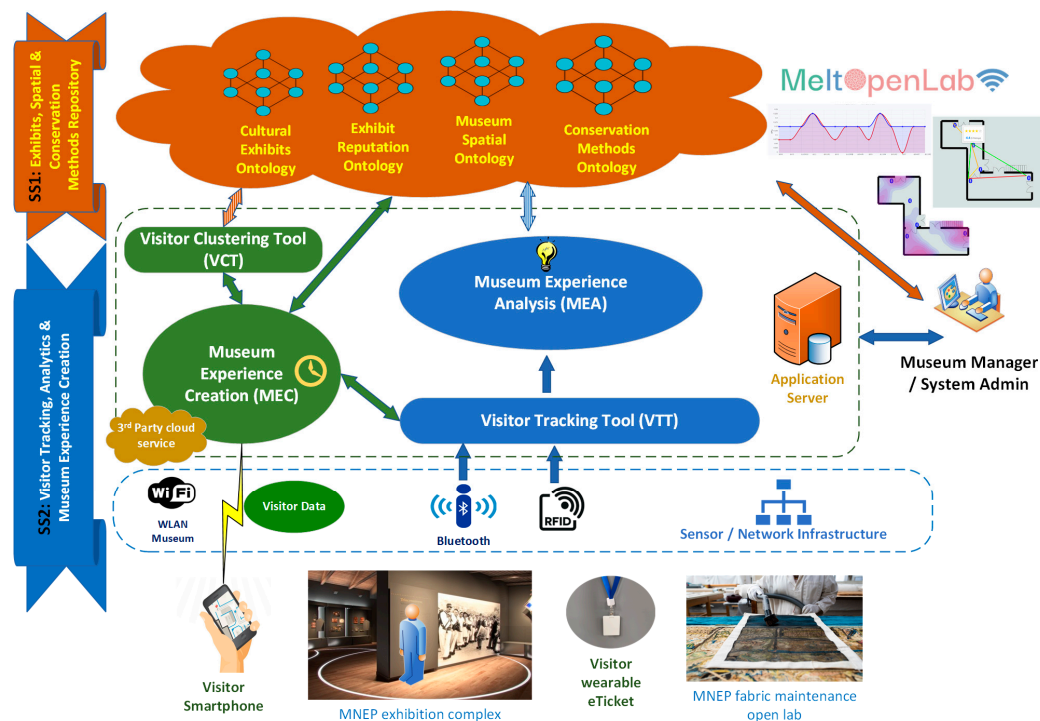 SS1: Exhibits, Spatial &
Conservation
Methods Repository
Cultural
Exhibits
Ontology
Exhibit
Reputation
Ontology
Museum
Spatial
Ontology
Conservation
Methods
Ontology
MeltOpenLab
SS2: Visitor Tracking, Analytics &
Museum Experience Creation
Visitor Clustering Tool
(VCT)
Museum Experience
Analysis (MEA)
Museum
Experience
Creation (MEC)
Application
Server
Museum Manager
/ System Admin
3rd Party cloud
service
Visitor Tracking Tool (VTT)
Wi Fi
WLAN
Museum
Visitor Data
Bluetooth
RFID
Sensor / Network Infrastructure
Visitor
Smartphone
MNEP exhibition complex
Visitor
wearable
eTicket
MNEP fabric maintenance
open lab